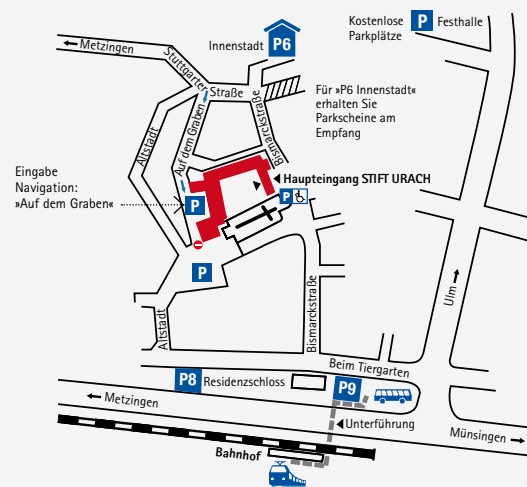 Kostenlose
Parkplätze
P Festhalle
Metzingen
Innenstadt
P6
Stuttgarter
Straße
Für »P6 Innenstadt«
erhalten Sie
Parkscheine am
Empfang
Altstadt
Auf dem Graben
Bismarckstraße
Haupteingang STIFT URACH
Eingabe
Navigation:
»Auf dem Graben«
P
P
P
Altstadt
Bismarckstraße
Ulm
Beim Tiergarten
P8 Residenzschloss
P9
Metzingen
Unterführung
Münsingen
Bahnhof